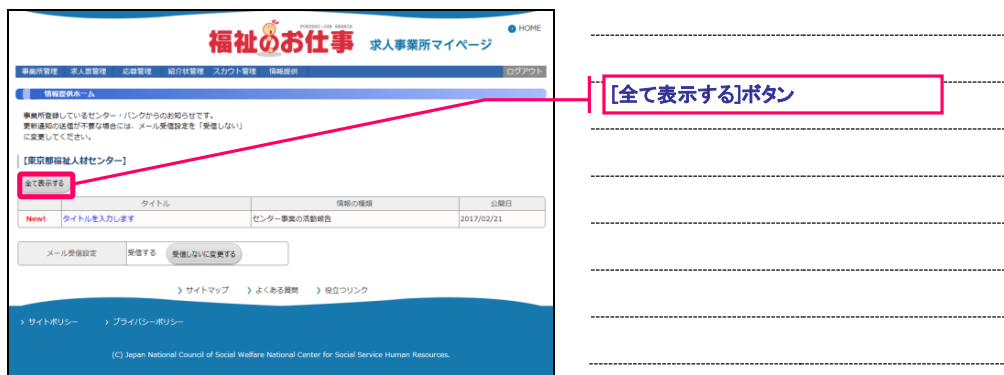 FUKUSHI-JOB SEARCH
HOME
福祉のお仕事 求人事業所マイページ
事業所管理 求人票管理 応募管理 紹介状管理 スカウト管理 情報提供 ログアウト
情報提供ホーム
事業所登録しているセンター・バンクからのお知らせです。
更新通知の送信が不要な場合には、メール受信設定を「受信しない」
に変更してください。
[東京都福祉人材センター]
全て表示する
[全て表示する]ボタン
タイトル 情報の種類 公開日
New! タイトルを入力します センター事業の活動報告 2017/02/21
メール受信設定 受信する 受信しないに変更する
サイトマップ よくある質問 役立つリンク
サイトポリシー プライバシーポリシー
(C) Japan National Council of Social Welfare National Center for Social Service Human Resources.